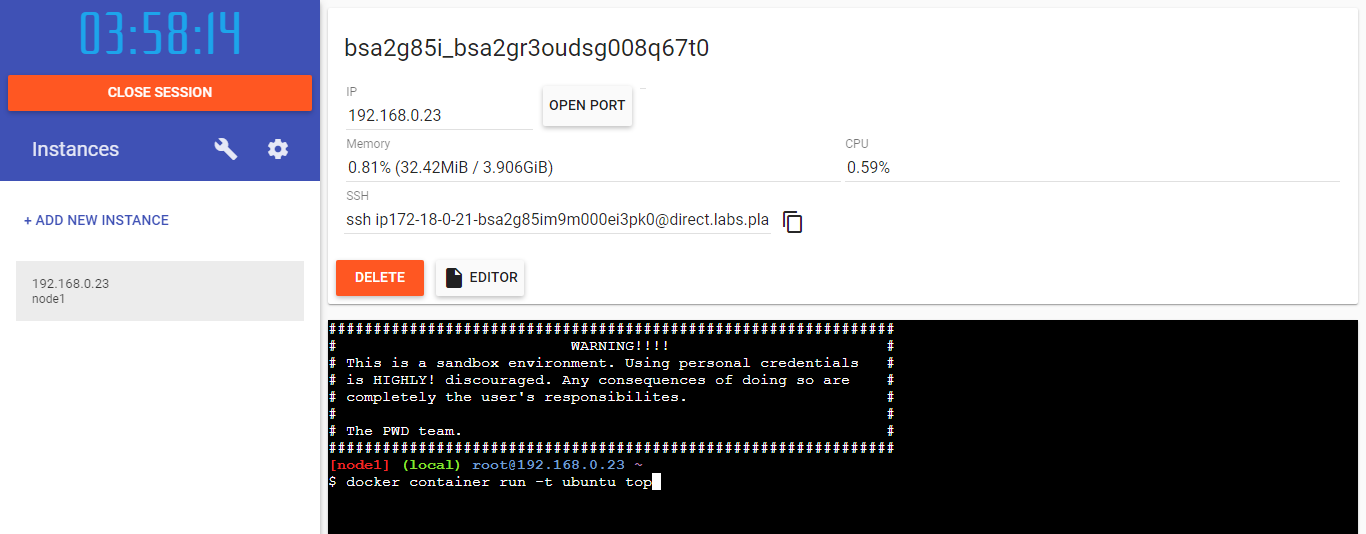 03:58:14
CLOSE SESSION
Instances
+ ADD NEW INSTANCE
192.168.0.23
node1
bsa2g85i_bsa2gr3oudsg008q67t0
IP
192.168.0.23
OPEN PORT
Memory
0.81% (32.42MiB / 3.906GiB)
CPU
0.59%
SSH
ssh ip172-18-0-21-bsa2g85im9m000ei3pk0@direct.labs.pla
DELETE
EDITOR
###############################################################
#                          WARNING!!!!                        #
# This is a sandbox environment. Using personal credentials   #
# is HIGHLY! discouraged. Any consequences of doing so are    #
# completely the user's responsibilites.                      #
#                                                             #
# The PWD team.                                               #
###############################################################
[node1] (local) root@192.168.0.23 ~
$ docker container run -t ubuntu top